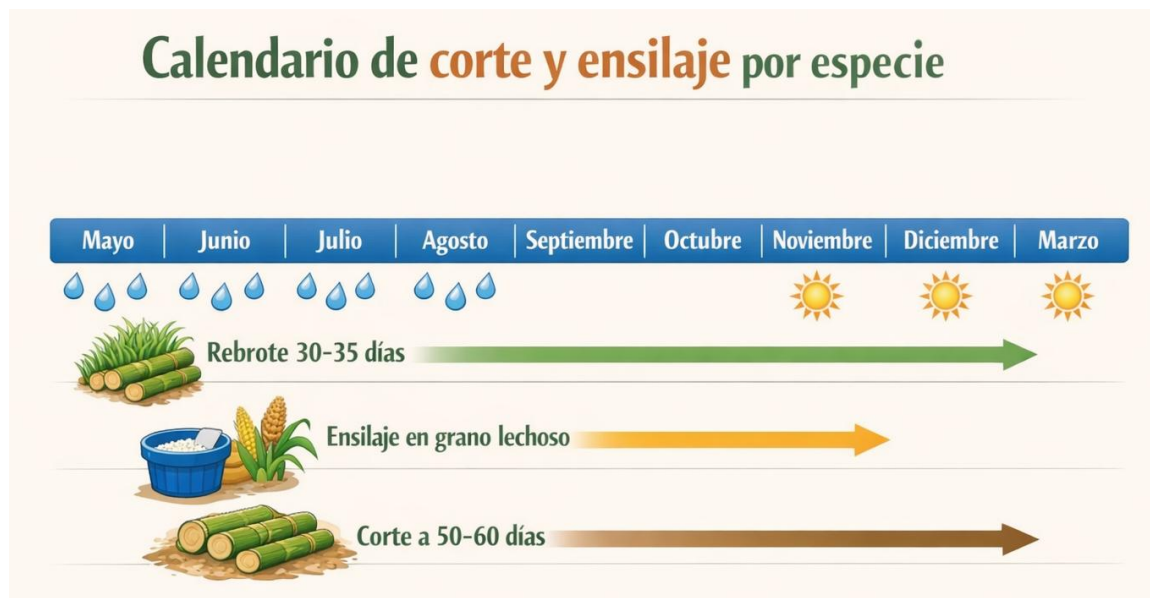 Calendario de corte y ensilaje por especie
Mayo Junio Julio Agosto Septiembre Octubre Noviembre Diciembre Marzo
Rebrote 30-35 días
Ensilaje en grano lechoso
Corte a 50-60 días